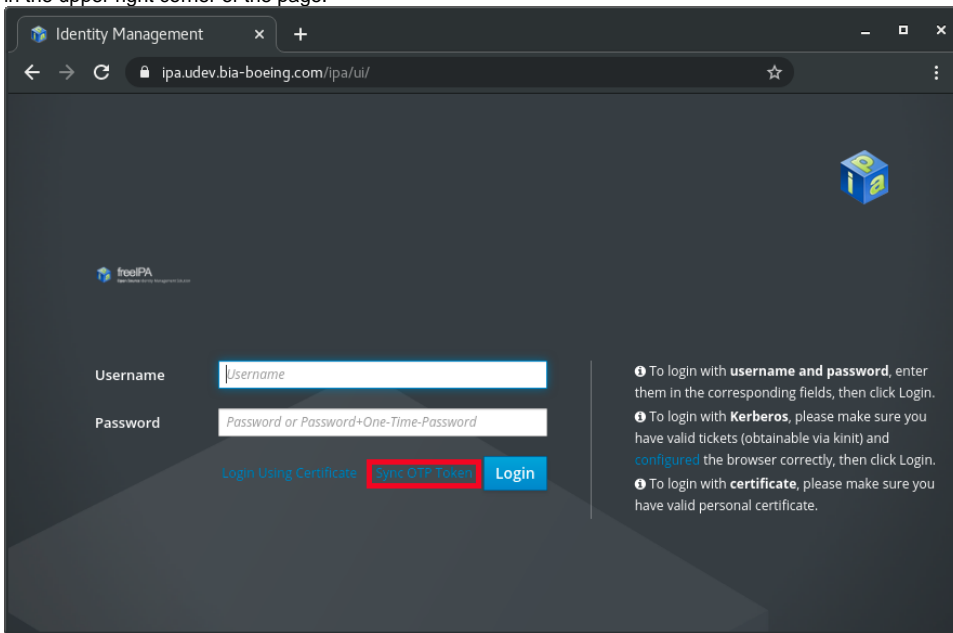 in the upper right corner of the page.
Identity Management × +
ipa.udev.bia-boeing.com/ipa/ui/
i p a
freeIPA
Username Username
Password Password or Password+One-Time-Password
Login Using Certificate Sync OTP Token Login
To login with username and password, enter
them in the corresponding fields, then click Login.
To login with Kerberos, please make sure you
have valid tickets (obtainable via kinit) and
configured the browser correctly, then click Login.
To login with certificate, please make sure you
have valid personal certificate.